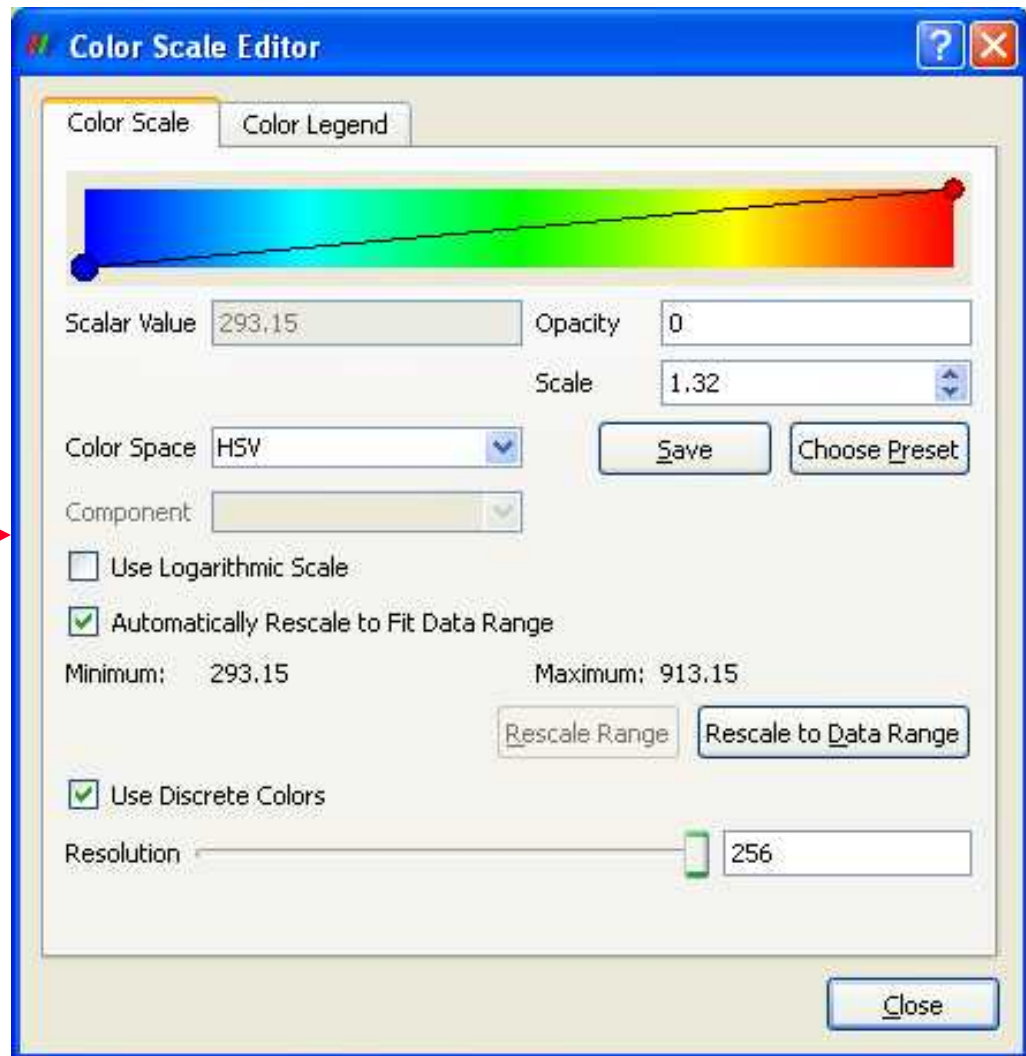 Color Scale Editor
Color Scale Color Legend
Scalar Value 293.15 Opacity 0
Scale 1.32
Color Space HSV Save Choose Preset
Component
Use Logarithmic Scale
Automatically Rescale to Fit Data Range
Minimum: 293.15 Maximum: 913.15
Rescale Range Rescale to Data Range
Use Discrete Colors
Resolution 256
Close